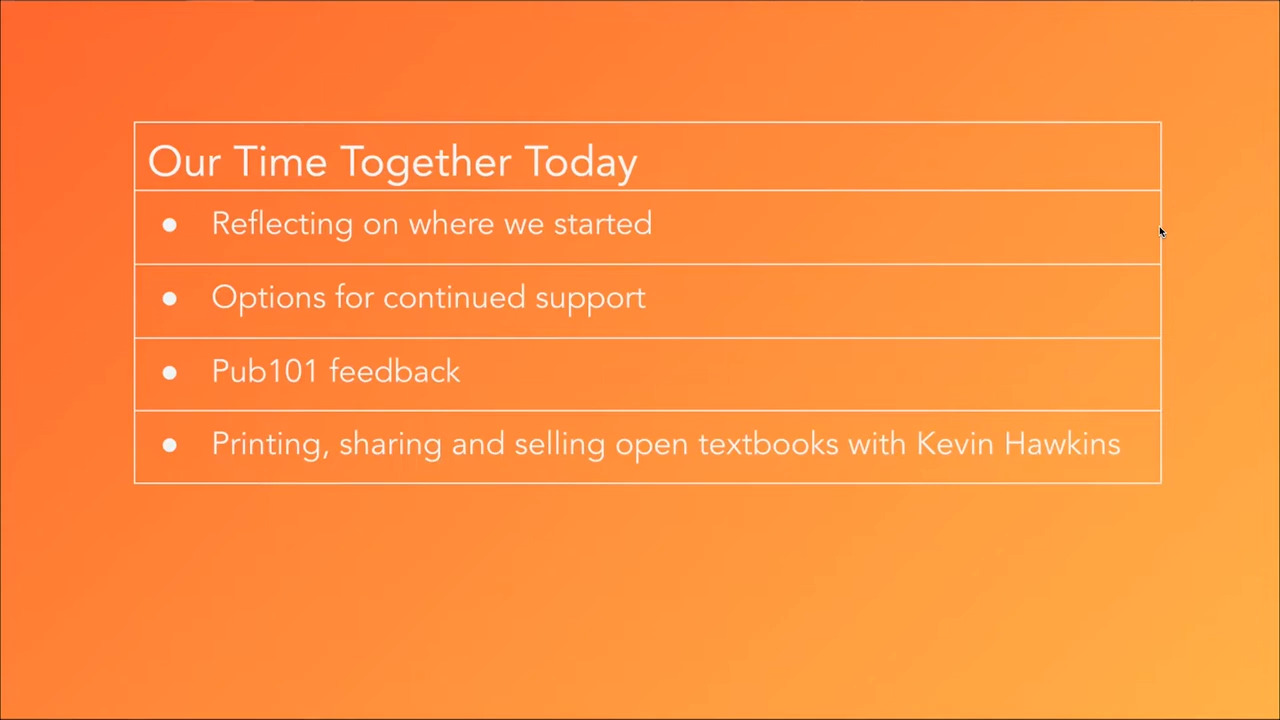 Our Time Together Today
● Reflecting on where we started
● Options for continued support
● Pub101 feedback
● Printing, sharing and selling open textbooks with Kevin Hawkins